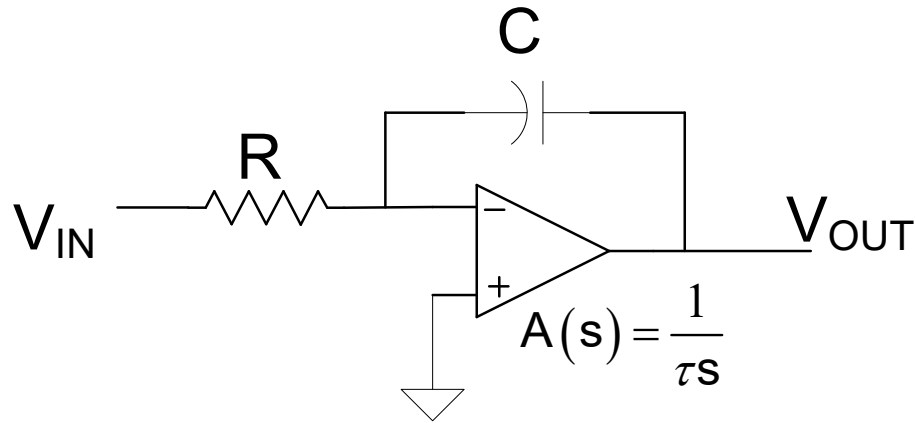 C
R
V_IN
−
V_OUT
+
A(s) = 1/τs